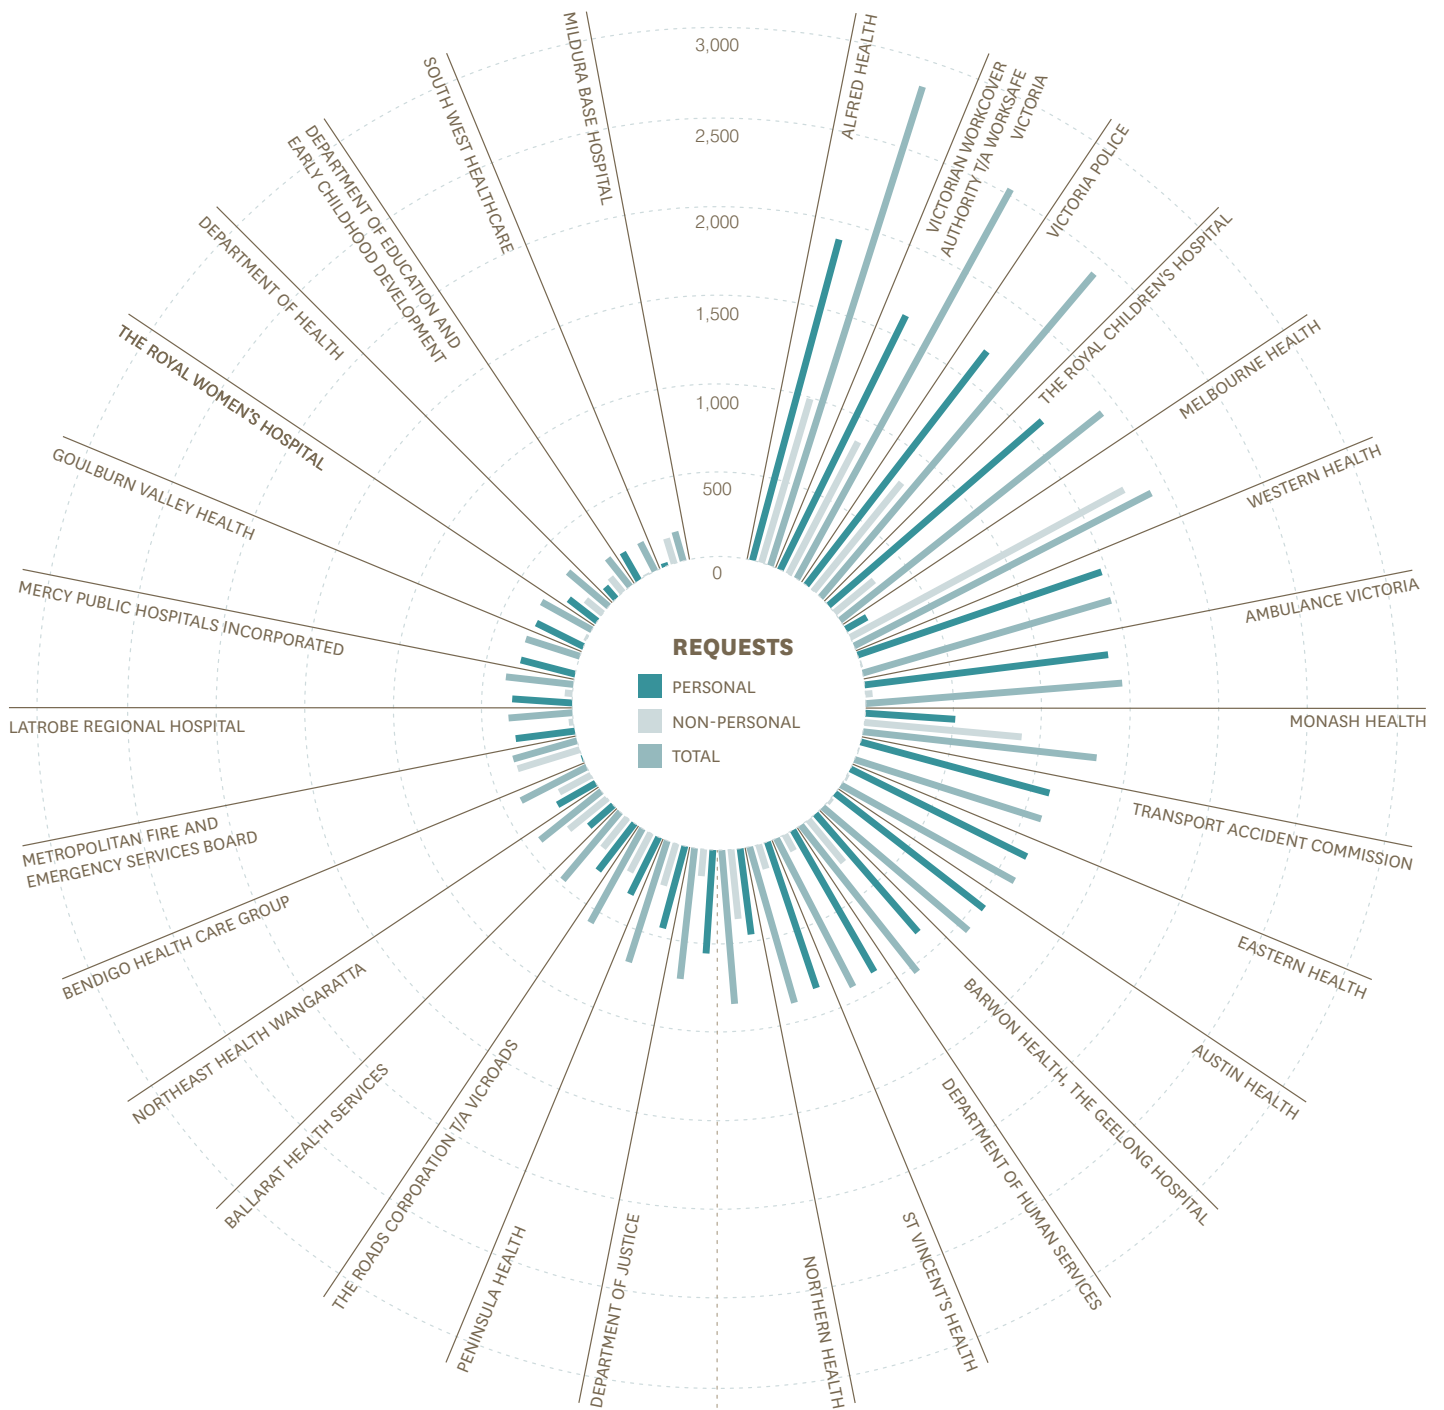 3,000
2,500
2,000
1,500
1,000
500
0
REQUESTS
PERSONAL
NON-PERSONAL
TOTAL
ALFRED HEALTH
VICTORIAN WORKCOVER
AUTHORITY T/A WORKSAFE
VICTORIA
VICTORIA POLICE
THE ROYAL CHILDREN'S HOSPITAL
MELBOURNE HEALTH
WESTERN HEALTH
AMBULANCE VICTORIA
MONASH HEALTH
TRANSPORT ACCIDENT COMMISSION
EASTERN HEALTH
AUSTIN HEALTH
BARWON HEALTH, THE GEELONG HOSPITAL
DEPARTMENT OF HUMAN SERVICES
ST VINCENT'S HEALTH
NORTHERN HEALTH
DEPARTMENT OF JUSTICE
PENINSULA HEALTH
THE ROADS CORPORATION T/A VICROADS
BALLARAT HEALTH SERVICES
NORTHEAST HEALTH WANGARATTA
BENDIGO HEALTH CARE GROUP
METROPOLITAN FIRE AND
EMERGENCY SERVICES BOARD
LATROBE REGIONAL HOSPITAL
MERCY PUBLIC HOSPITALS INCORPORATED
GOULBURN VALLEY HEALTH
THE ROYAL WOMEN'S HOSPITAL
DEPARTMENT OF HEALTH
DEPARTMENT OF EDUCATION AND
EARLY CHILDHOOD DEVELOPMENT
SOUTH WEST HEALTHCARE
MILDURA BASE HOSPITAL